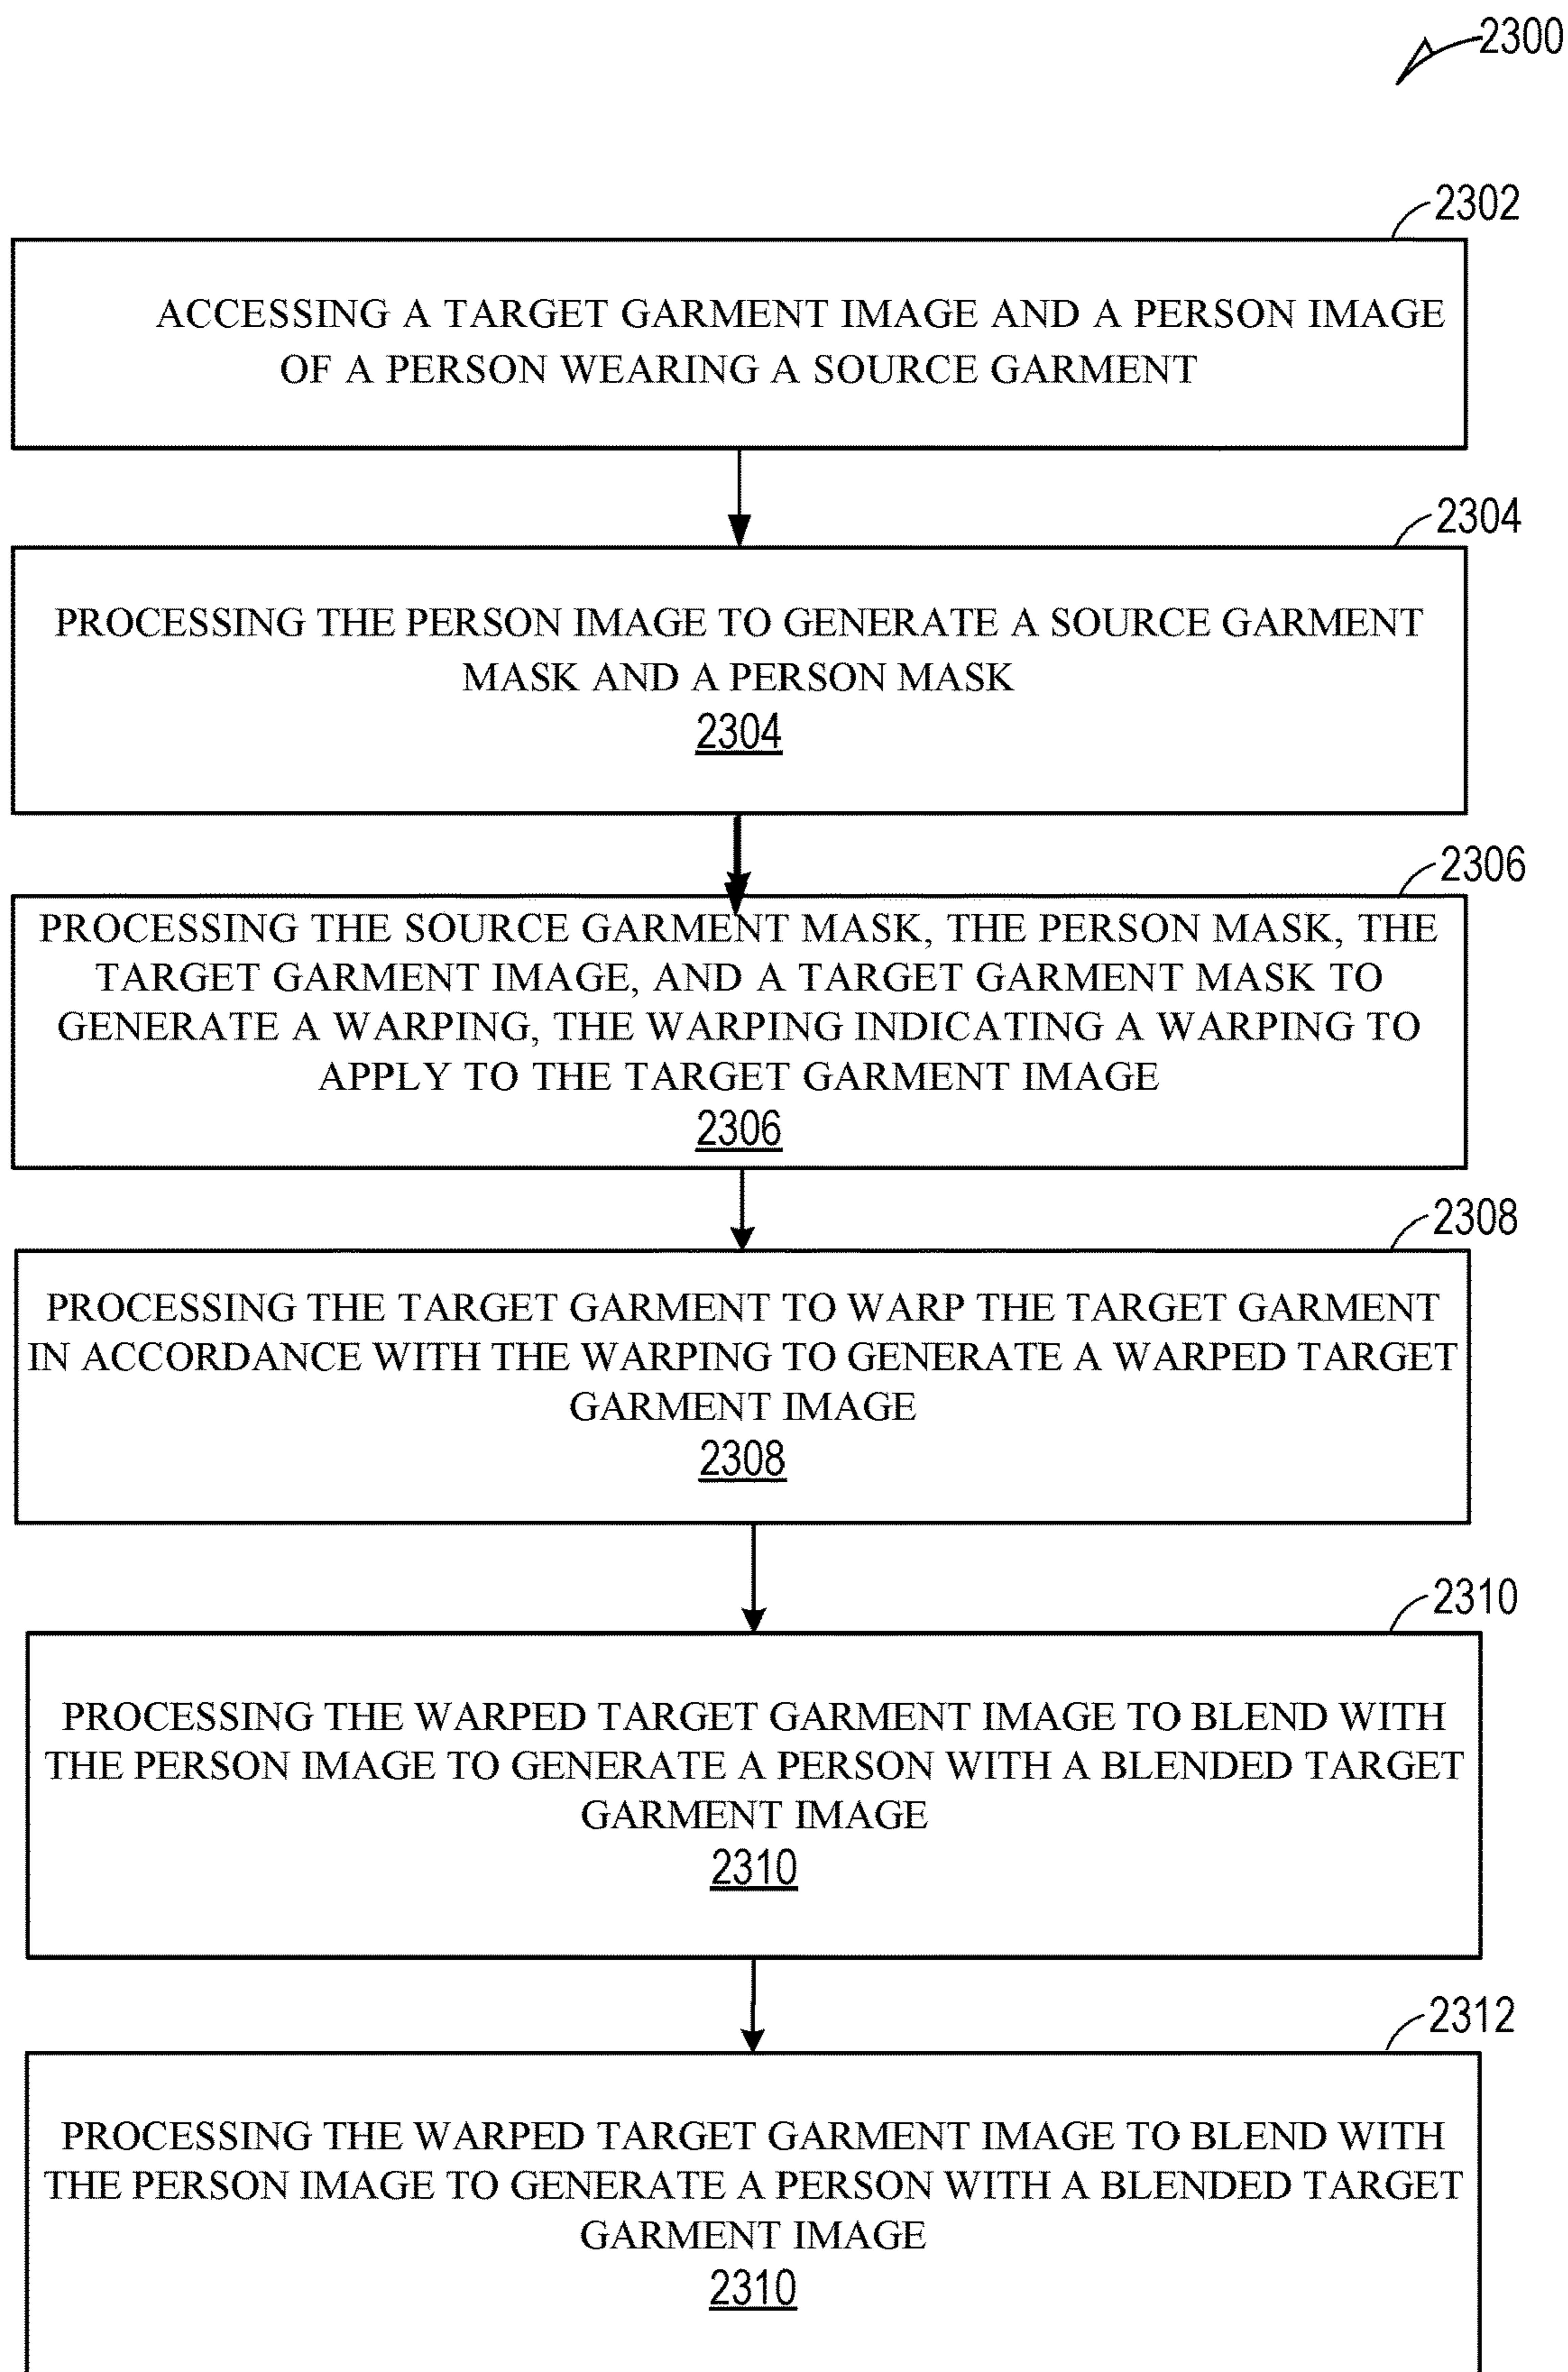 2300
2302
ACCESSING A TARGET GARMENT IMAGE AND A PERSON IMAGE
OF A PERSON WEARING A SOURCE GARMENT
2304
PROCESSING THE PERSON IMAGE TO GENERATE A SOURCE GARMENT
MASK AND A PERSON MASK
2304
2306
PROCESSING THE SOURCE GARMENT MASK, THE PERSON MASK, THE
TARGET GARMENT IMAGE, AND A TARGET GARMENT MASK TO
GENERATE A WARPING, THE WARPING INDICATING A WARPING TO
APPLY TO THE TARGET GARMENT IMAGE
2306
2308
PROCESSING THE TARGET GARMENT TO WARP THE TARGET GARMENT
IN ACCORDANCE WITH THE WARPING TO GENERATE A WARPED TARGET
GARMENT IMAGE
2308
2310
PROCESSING THE WARPED TARGET GARMENT IMAGE TO BLEND WITH
THE PERSON IMAGE TO GENERATE A PERSON WITH A BLENDED TARGET
GARMENT IMAGE
2310
2312
PROCESSING THE WARPED TARGET GARMENT IMAGE TO BLEND WITH
THE PERSON IMAGE TO GENERATE A PERSON WITH A BLENDED TARGET
GARMENT IMAGE
2310